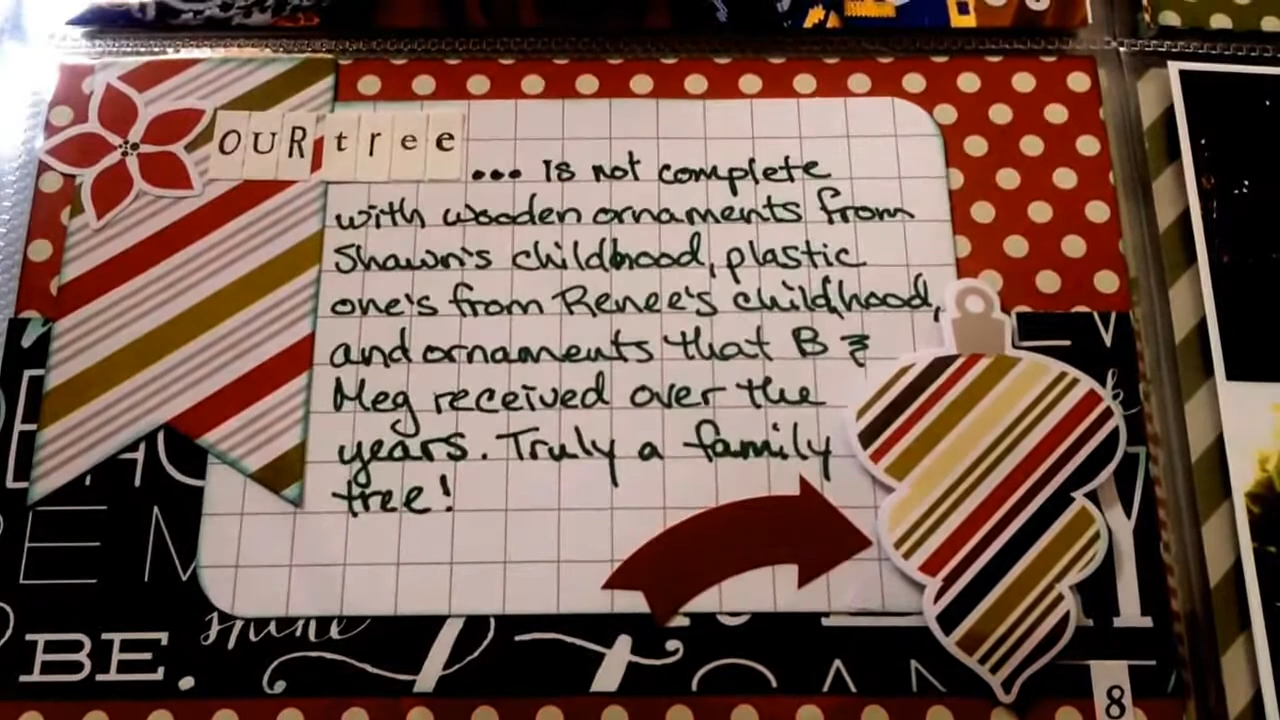 OUR tree
... is not complete
with wooden ornaments from
Shawn's childhood, plastic
one's from Renee's childhood,
and ornaments that B &
Meg received over the
years. Truly a family
tree!
BE.
shine
8